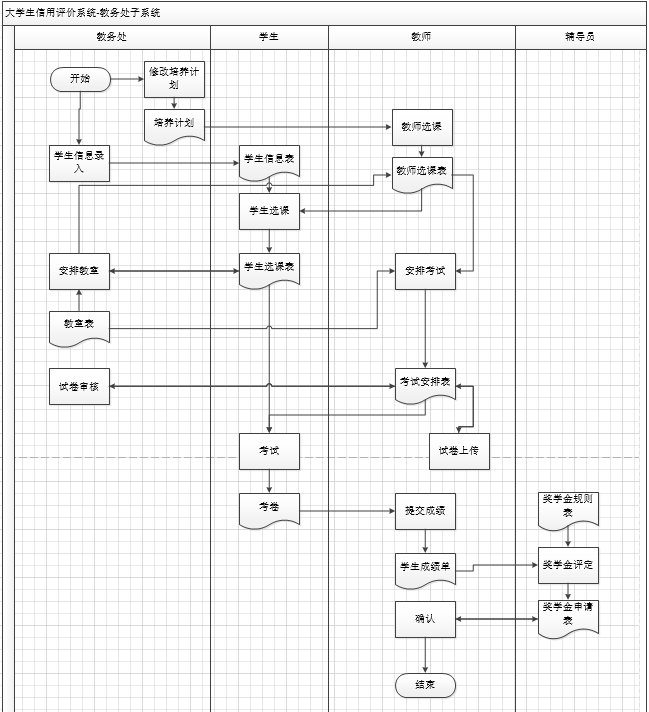 大学生信用评价系统-教务处子系统
教务处
学生
教师
辅导员
开始
修改培养计
划
培养计划
教师选课
学生信息录
入
学生信息表
教师选课表
学生选课
安排教室
学生选课表
安排考试
教室表
试卷审核
考试安排表
考试
试卷上传
考卷
提交成绩
奖学金规则
表
学生成绩单
奖学金评定
确认
奖学金申请
表
结束